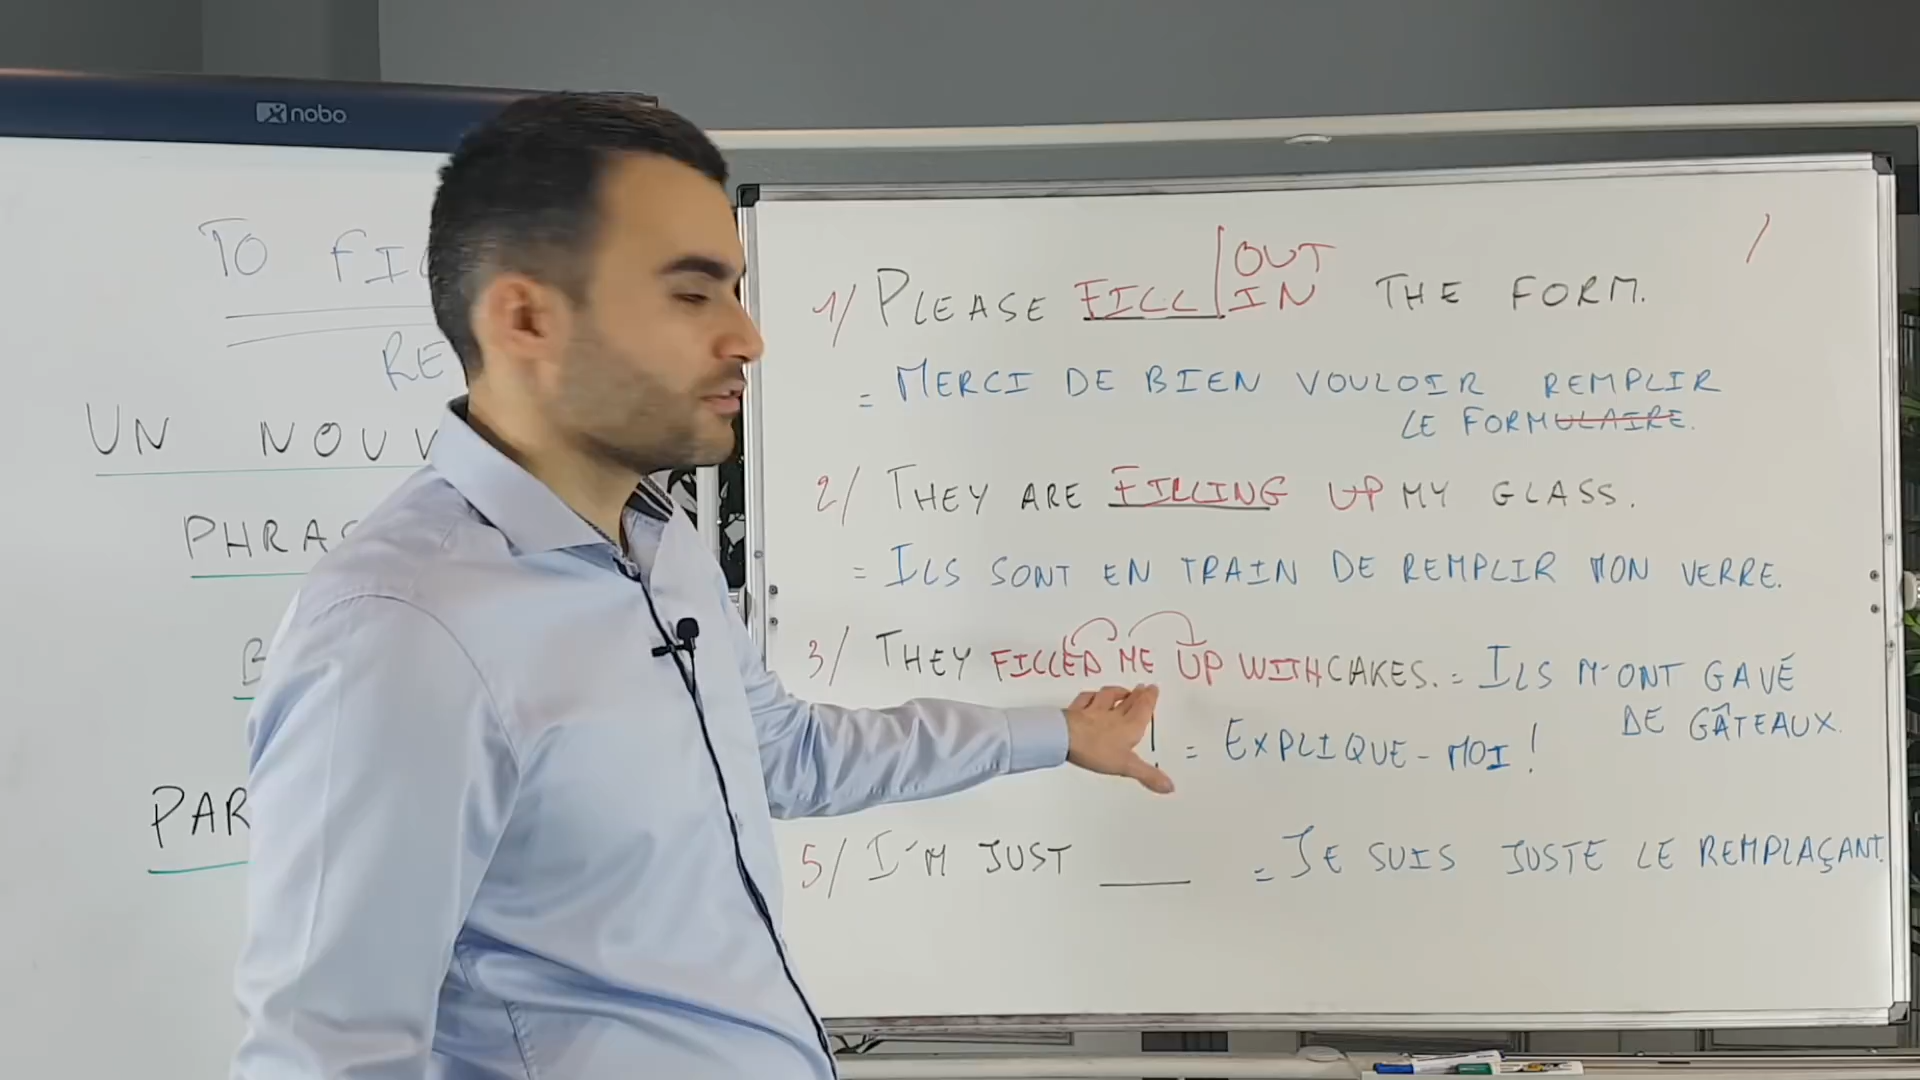 nobo
TO FI
RE
UN NOUV
PHRA
B
PAR
1/ PLEASE FILL OUT/IN THE FORM.
= MERCI DE BIEN VOULOIR REMPLIR
LE FORMULAIRE.
2/ THEY ARE FILLING UP MY GLASS.
= ILS SONT EN TRAIN DE REMPLIR MON VERRE.
3/ THEY FILLED ME UP WITH CAKES. = ILS M'ONT GAVÉ
DE GÂTEAUX.
! = EXPLIQUE-MOI !
5/ I'M JUST ____ = JE SUIS JUSTE LE REMPLAÇANT.